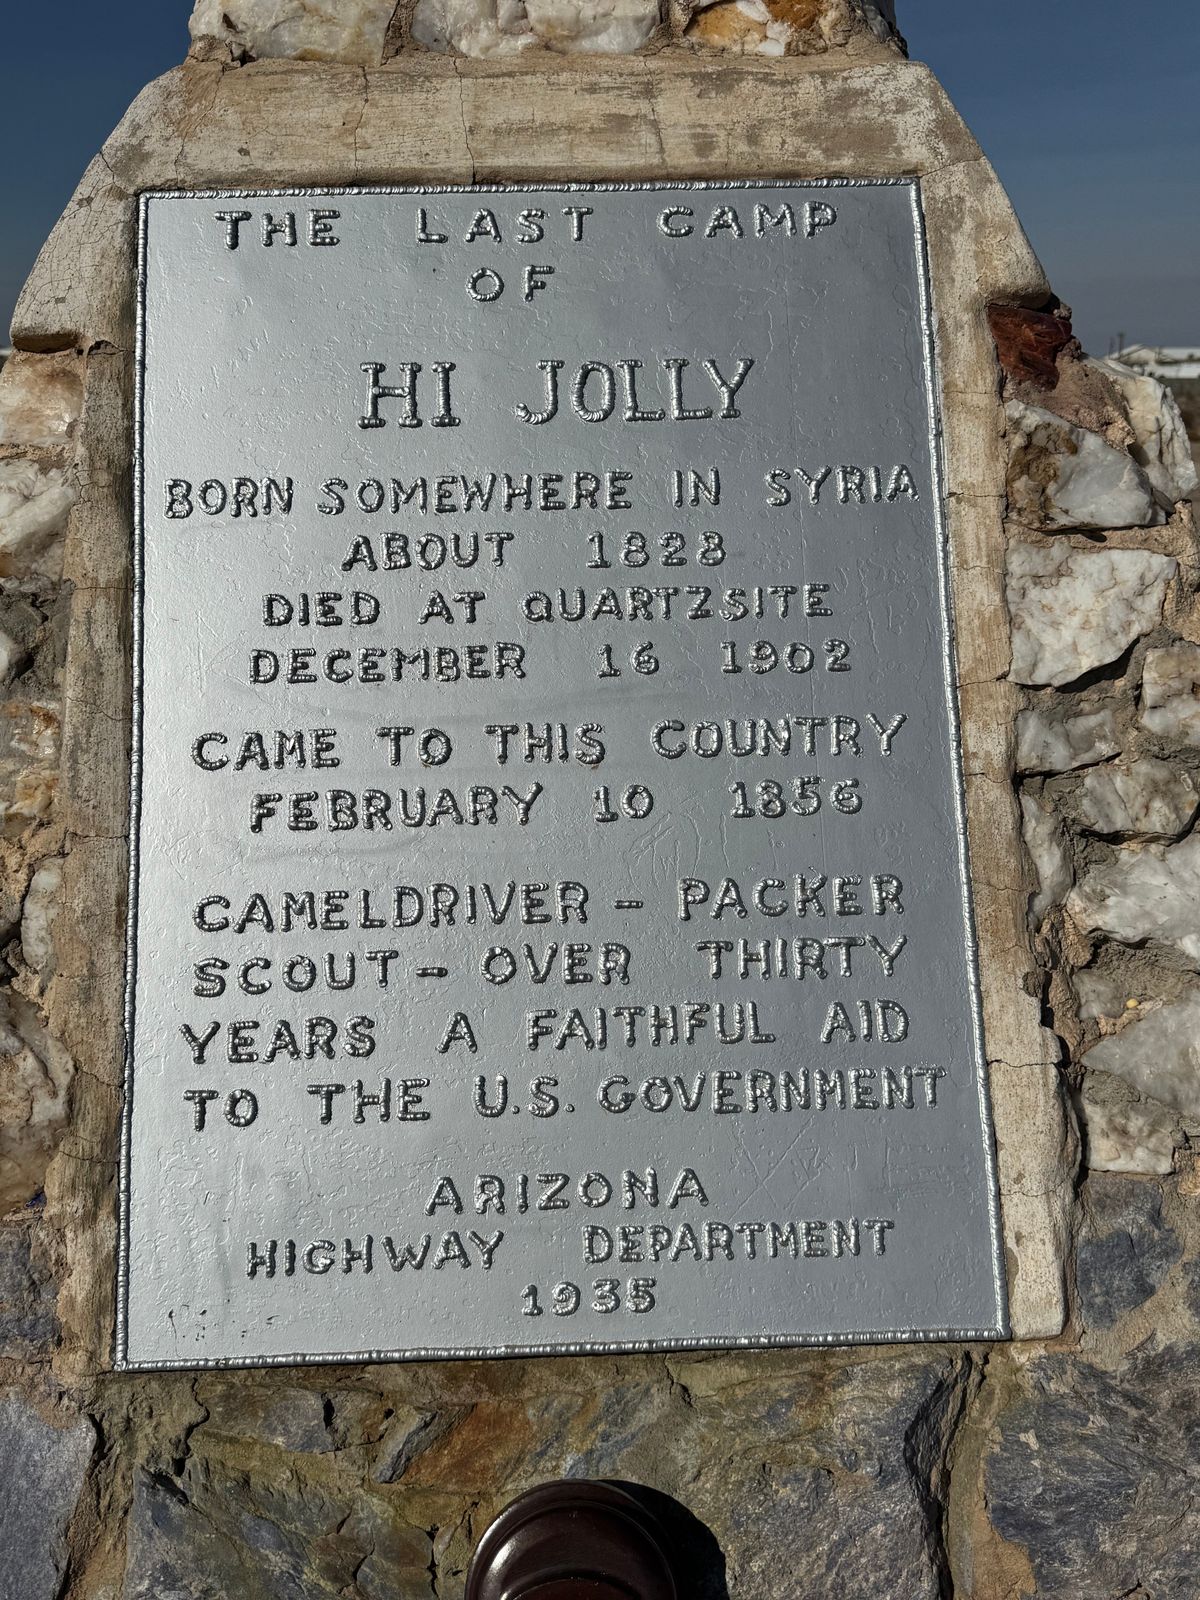 THE LAST CAMP
OF
HI JOLLY
BORN SOMEWHERE IN SYRIA
ABOUT 1828
DIED AT QUARTZSITE
DECEMBER 16 1902
CAME TO THIS COUNTRY
FEBRUARY 10 1856
CAMELDRIVER - PACKER
SCOUT - OVER THIRTY
YEARS A FAITHFUL AID
TO THE U.S. GOVERNMENT
ARIZONA
HIGHWAY DEPARTMENT
1935